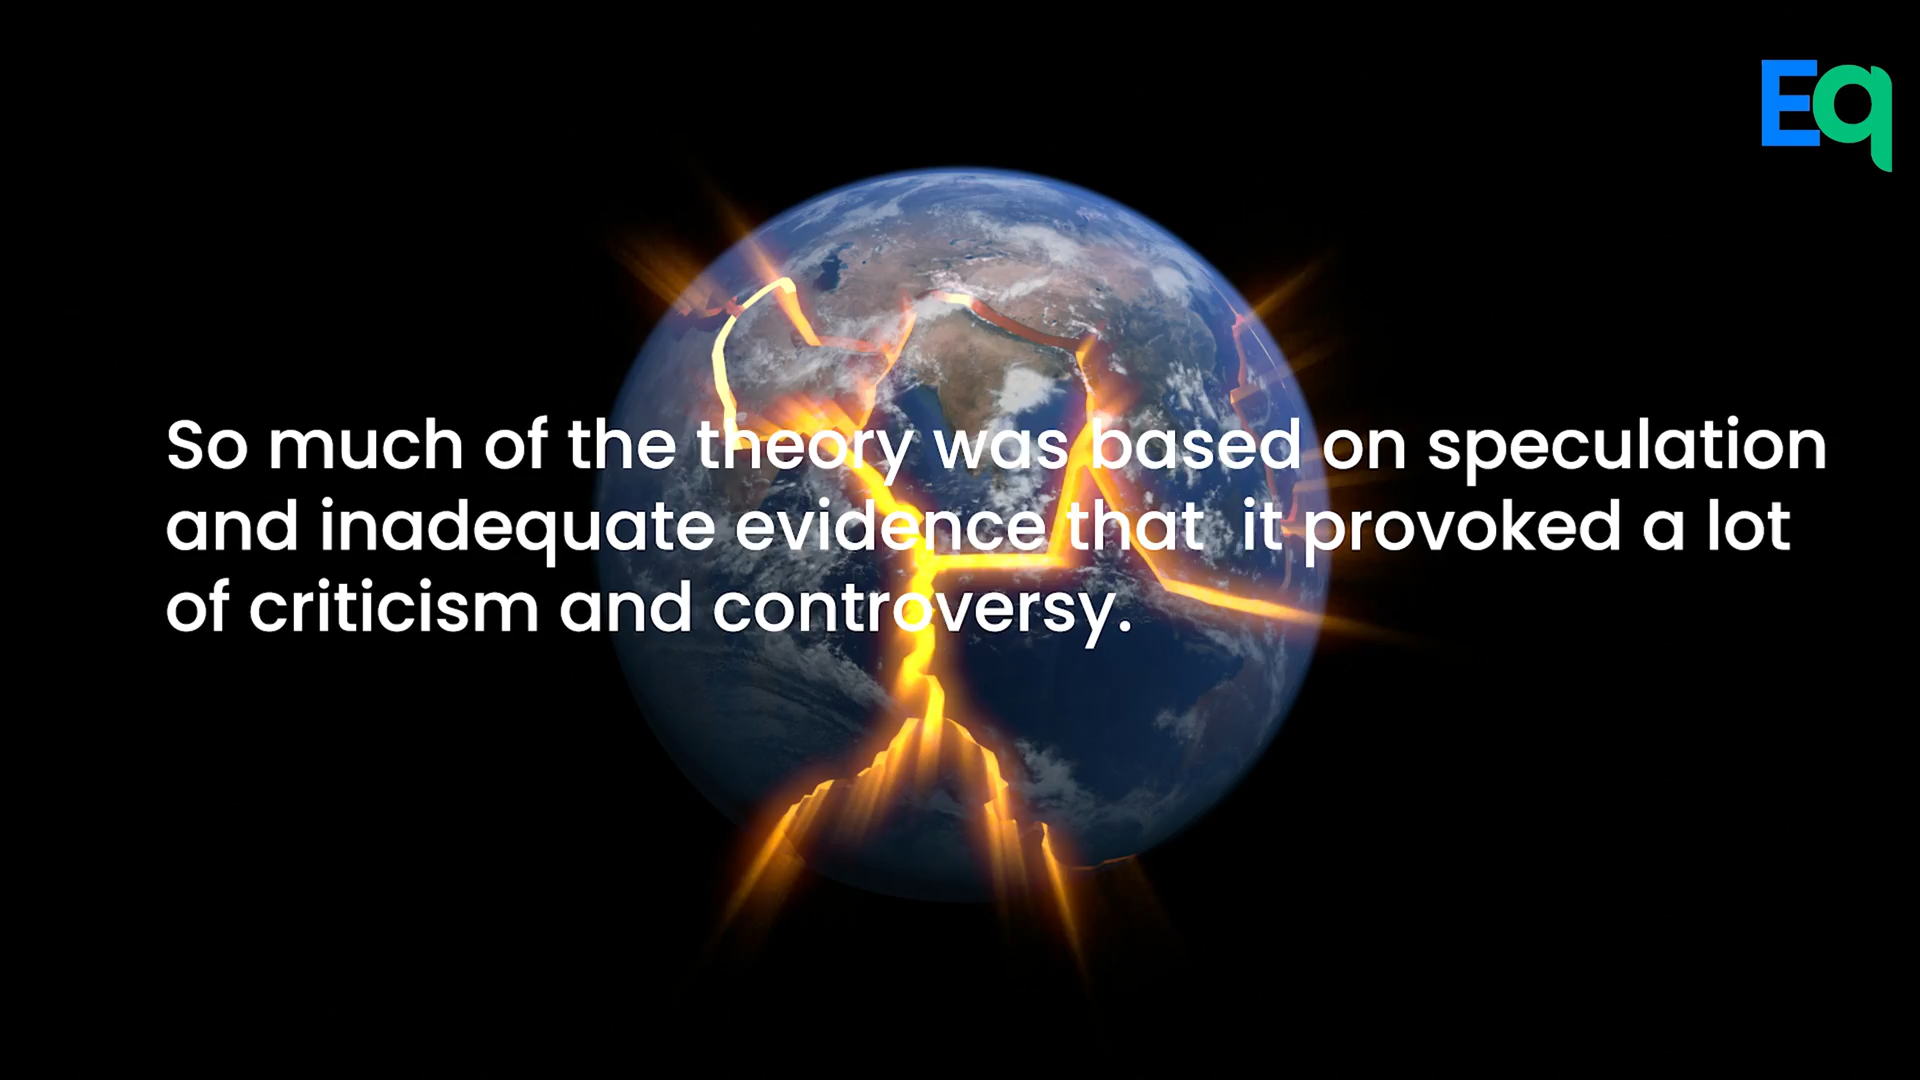 Eq
So much of the theory was based on speculation
and inadequate evidence that  it provoked a lot
of criticism and controversy.